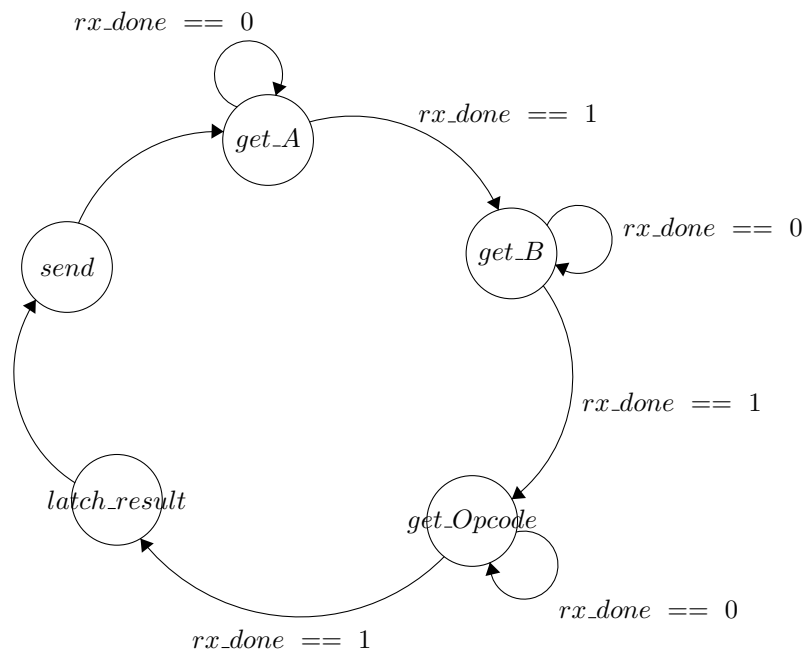 rx_done == 0
get_A
rx_done == 1
get_B
rx_done == 0
send
rx_done == 1
latch_result
get_Opcode
rx_done == 0
rx_done == 1